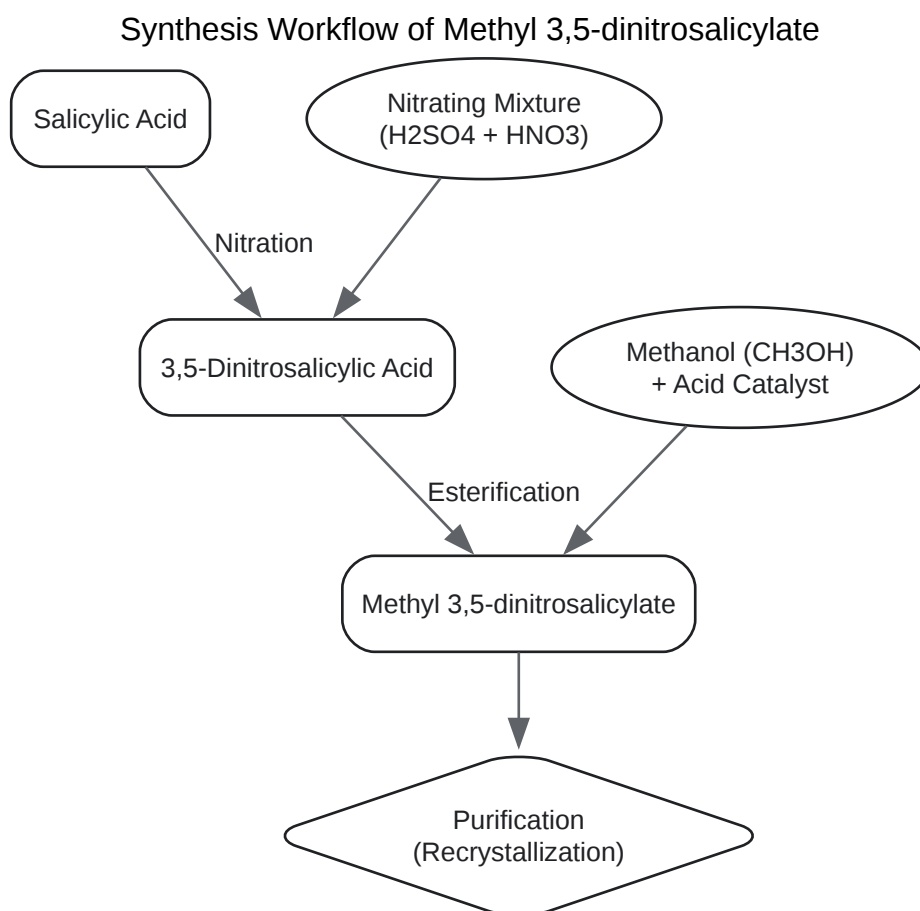 Synthesis Workflow of Methyl 3,5-dinitrosalicylate
Salicylic Acid
Nitrating Mixture
(H2SO4 + HNO3)
Nitration
3,5-Dinitrosalicylic Acid
Methanol (CH3OH)
+ Acid Catalyst
Esterification
Methyl 3,5-dinitrosalicylate
Purification
(Recrystallization)